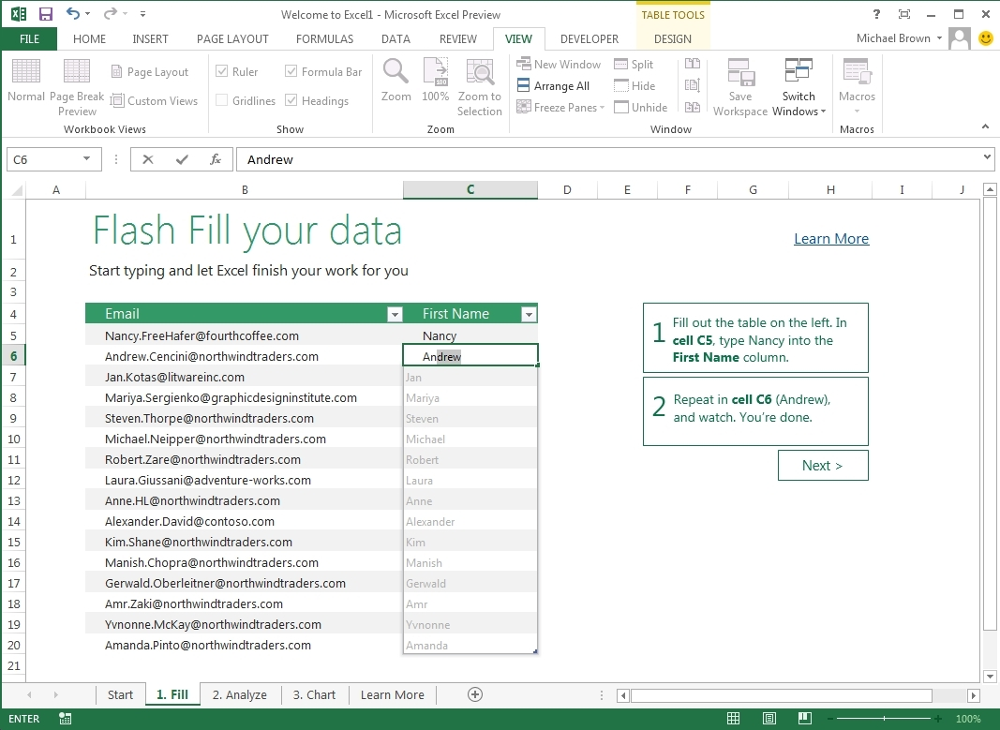 Welcome to Excel1 - Microsoft Excel Preview
TABLE TOOLS
?
FILE HOME INSERT PAGE LAYOUT FORMULAS DATA REVIEW VIEW DEVELOPER DESIGN
Michael Brown
Normal
Page Break Preview
Page Layout
Custom Views
Workbook Views
Ruler
Formula Bar
Gridlines
Headings
Show
Zoom
100%
Zoom to Selection
Zoom
New Window
Arrange All
Freeze Panes
Split
Hide
Unhide
Save Workspace
Switch Windows
Window
Macros
Macros
C6
fx
Andrew
A B C D E F G H I J
1 Flash Fill your data
Learn More
2 Start typing and let Excel finish your work for you
3
4 Email First Name
5 Nancy.FreeHafer@fourthcoffee.com Nancy
6 Andrew.Cencini@northwindtraders.com Andrew
7 Jan.Kotas@litwareinc.com Jan
8 Mariya.Sergienko@graphicdesigninstitute.com Mariya
9 Steven.Thorpe@northwindtraders.com Steven
10 Michael.Neipper@northwindtraders.com Michael
11 Robert.Zare@northwindtraders.com Robert
12 Laura.Giussani@adventure-works.com Laura
13 Anne.HL@northwindtraders.com Anne
14 Alexander.David@contoso.com Alexander
15 Kim.Shane@northwindtraders.com Kim
16 Manish.Chopra@northwindtraders.com Manish
17 Gerwald.Oberleitner@northwindtraders.com Gerwald
18 Amr.Zaki@northwindtraders.com Amr
19 Yvnonne.McKay@northwindtraders.com Yvnonne
20 Amanda.Pinto@northwindtraders.com Amanda
21
1 Fill out the table on the left. In
cell C5, type Nancy into the
First Name column.
2 Repeat in cell C6 (Andrew),
and watch. You're done.
Next >
Start 1. Fill 2. Analyze 3. Chart Learn More
ENTER
100%